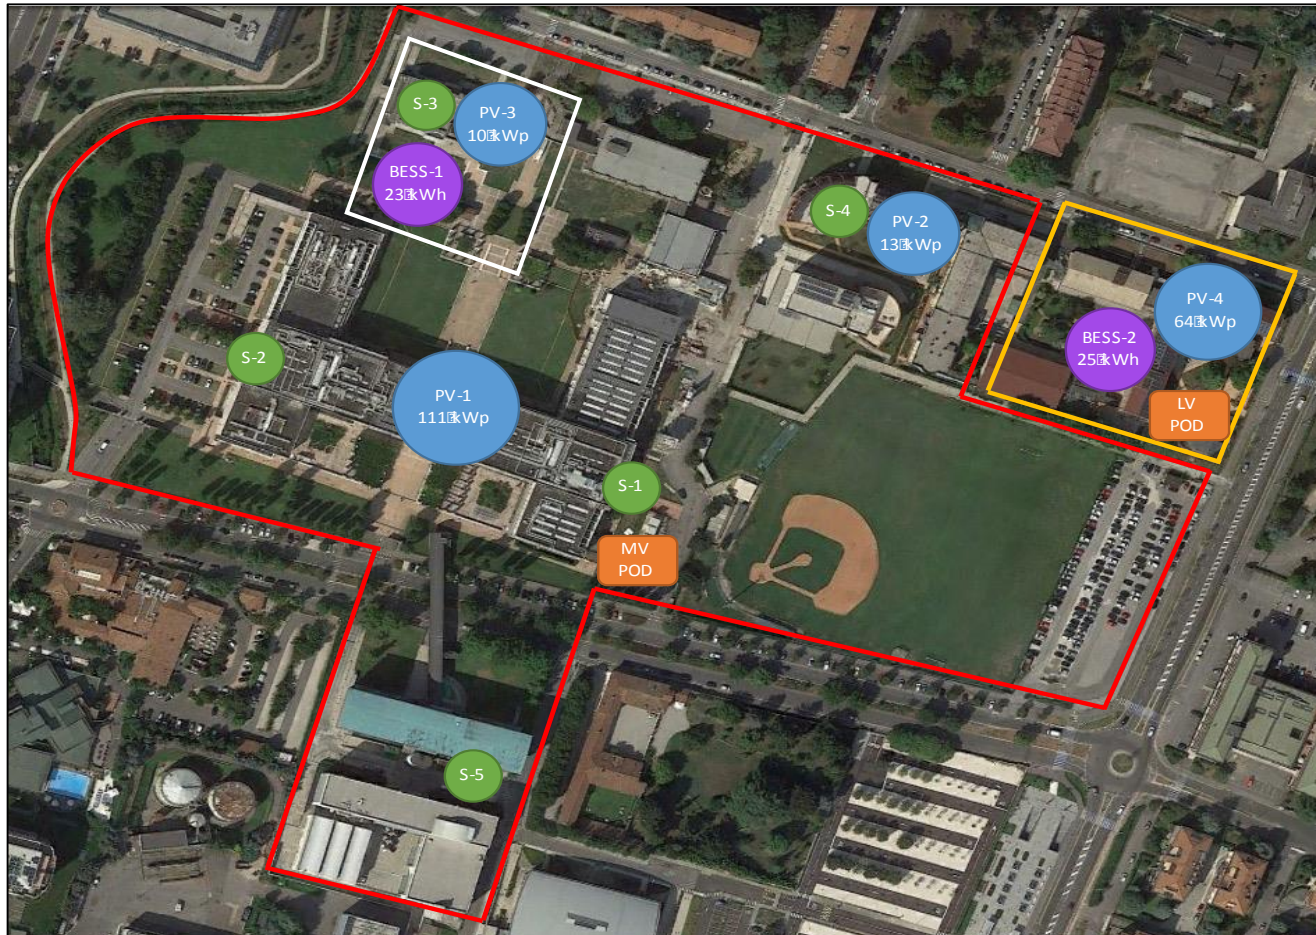 S-3
PV-3
10 kWp
BESS-1
23 kWh
S-4
PV-2
13 kWp
PV-4
64 kWp
BESS-2
25 kWh
LV
POD
S-2
PV-1
111 kWp
S-1
MV
POD
S-5